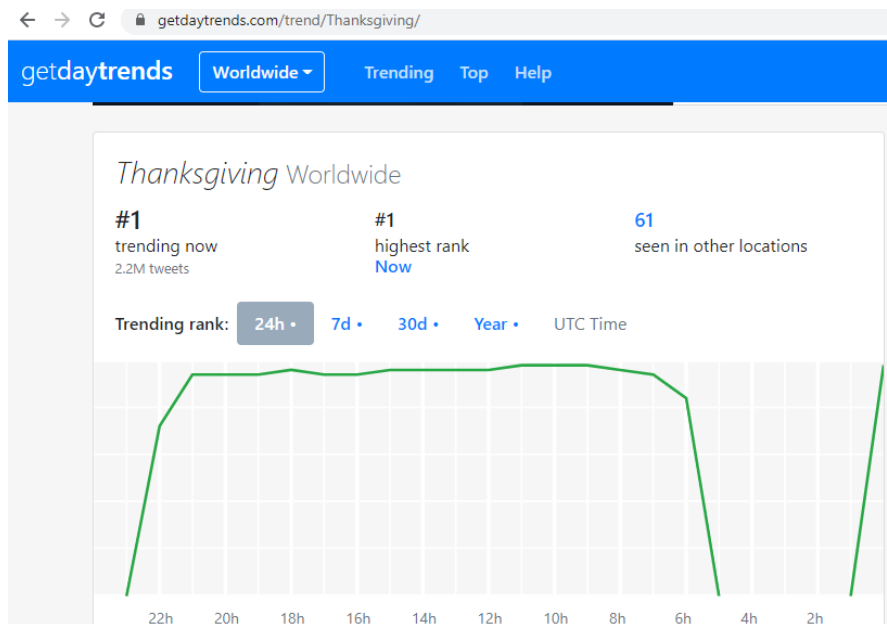 getdaytrends.com/trend/Thanksgiving/
getdaytrends Worldwide Trending Top Help
Thanksgiving Worldwide
#1 #1 61
trending now highest rank seen in other locations
2.2M tweets Now
Trending rank: 24h • 7d • 30d • Year • UTC Time
22h 20h 18h 16h 14h 12h 10h 8h 6h 4h 2h